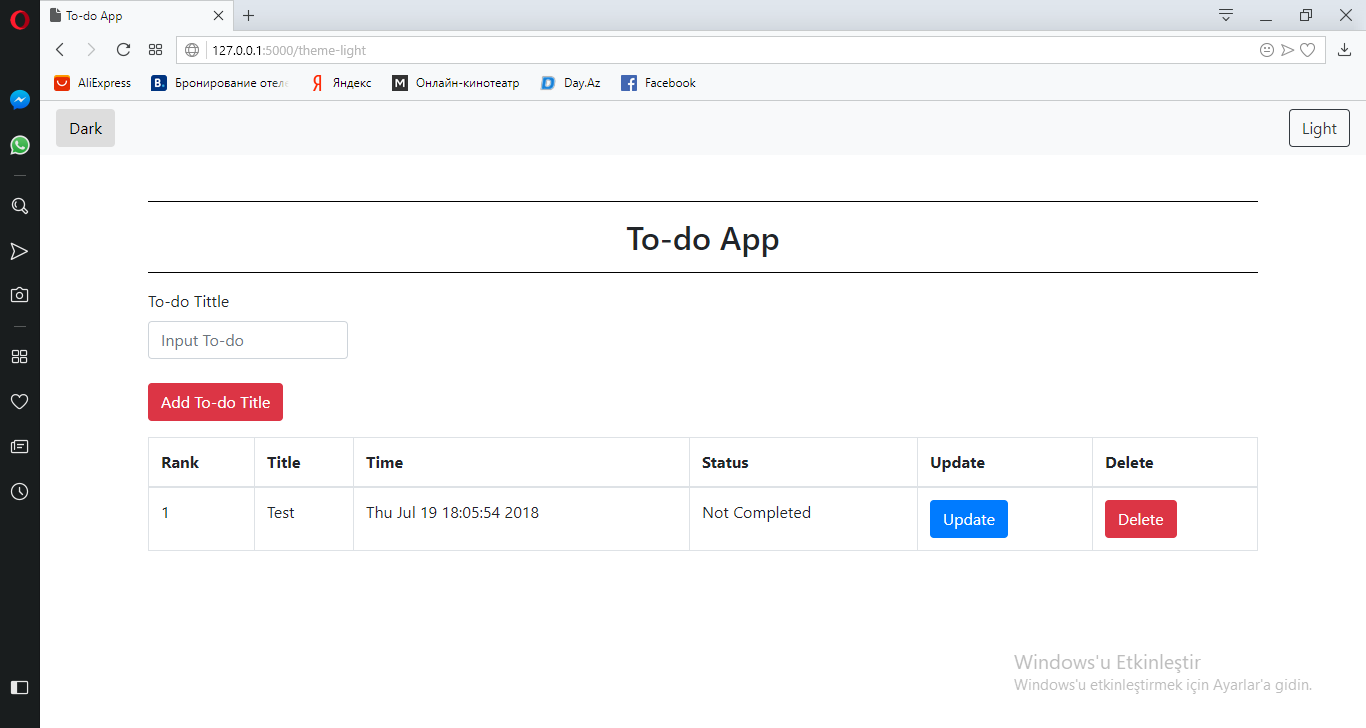 To-do App
127.0.0.1:5000/theme-light
AliExpress
B. Бронирование отеле
Я Яндекс
M Онлайн-кинотеатр
D Day.Az
f Facebook
Dark
Light
To-do App
To-do Tittle
Input To-do
Add To-do Title
Rank Title Time Status Update Delete
1 Test Thu Jul 19 18:05:54 2018 Not Completed Update Delete
Windows'u Etkinleştir
Windows'u etkinleştirmek için Ayarlar'a gidin.